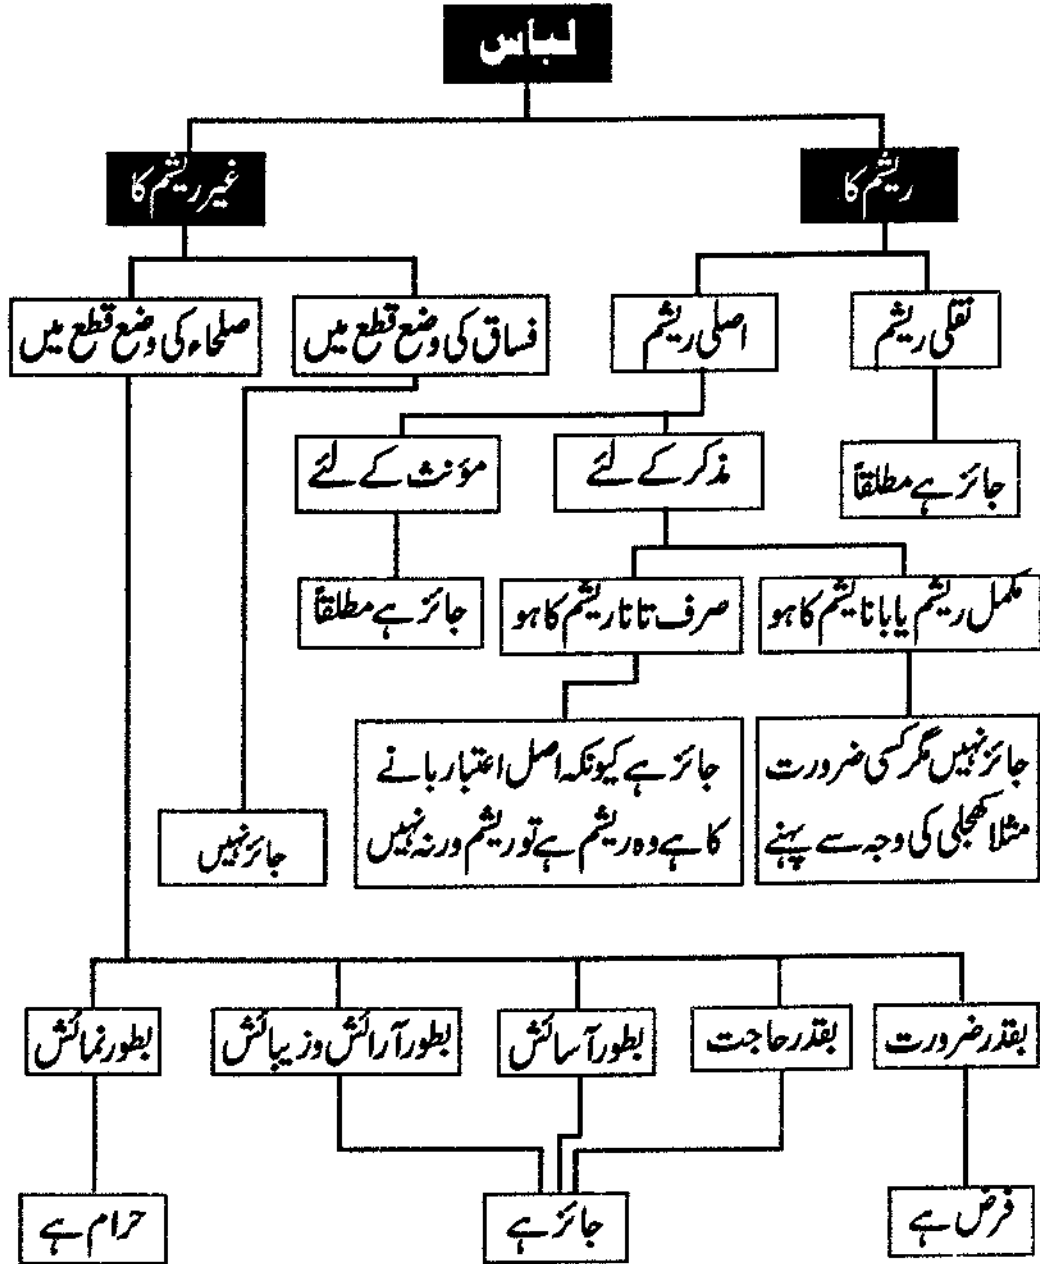 لباس
ریشم کا
غیر ریشم کا
نقلی ریشم
اصلی ریشم
فساق کی وضع قطع میں
صلحاء کی وضع قطع میں
جائز ہے مطلقاً
مذکر کے لئے
مؤنث کے لئے
مکمل ریشم یا بانا یشم کا ہو
صرف تانا ریشم کا ہو
جائز ہے مطلقاً
جائز نہیں مگر کسی ضرورت
مثلا کھجلی کی وجہ سے پہنے
جائز ہے کیونکہ اصل اعتبار بانے
کا ہے وہ ریشم ہے تو ریشم ورنہ نہیں
جائز نہیں
بقدر ضرورت
بقدر حاجت
بطور آسائش
بطور آرائش وزیبائش
بطور نمائش
فرض ہے
جائز ہے
حرام ہے